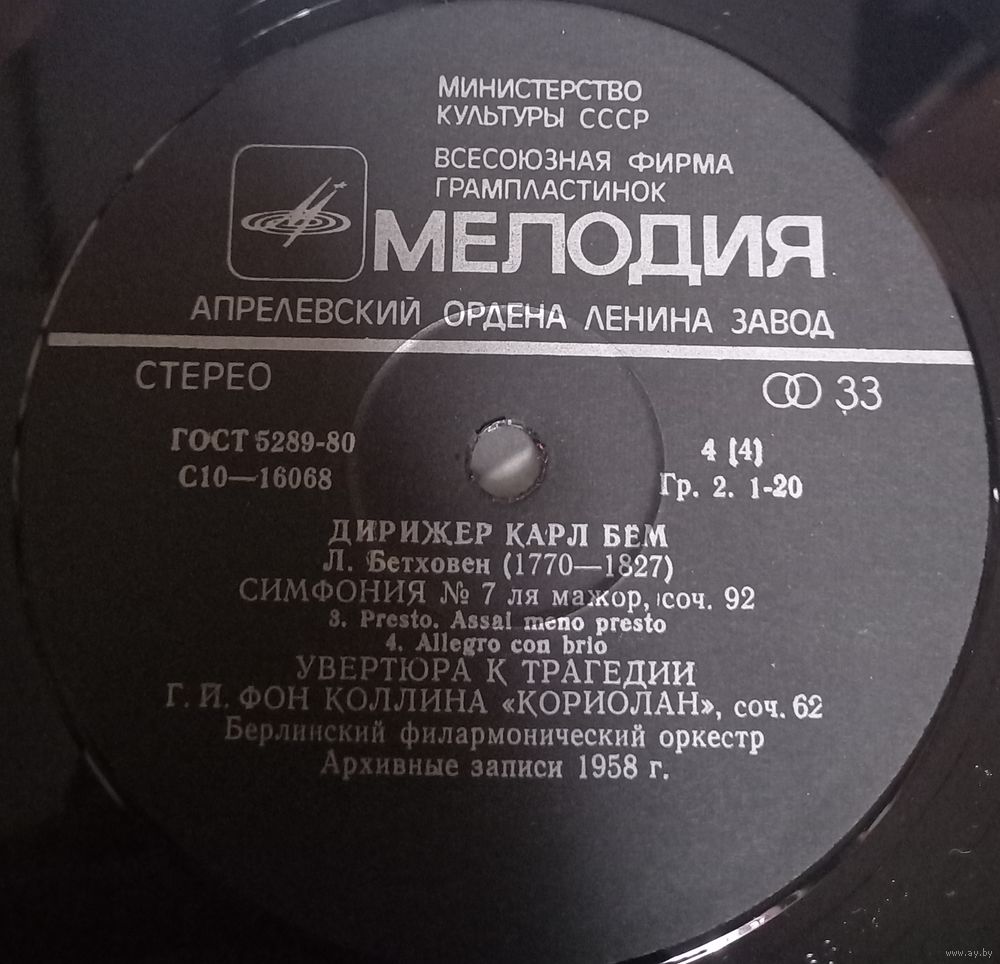 МИНИСТЕРСТВО
КУЛЬТУРЫ СССР
ВСЕСОЮЗНАЯ ФИРМА
ГРАМПЛАСТИНОК
МЕЛОДИЯ
АПРЕЛЕВСКИЙ ОРДЕНА ЛЕНИНА ЗАВОД
СТЕРЕО
33
ГОСТ 5289-80
4 (4)
С10—16068
Гр. 2. 1-20
ДИРИЖЕР КАРЛ БЕМ
Л. Бетховен (1770—1827)
СИМФОНИЯ № 7 ля мажор, соч. 92
3. Presto. Assai meno presto
4. Allegro con brio
УВЕРТЮРА К ТРАГЕДИИ
Г. Й. ФОН КОЛЛИНА «КОРИОЛАН», соч. 62
Берлинский филармонический оркестр
Архивные записи 1958 г.
www.ay.by